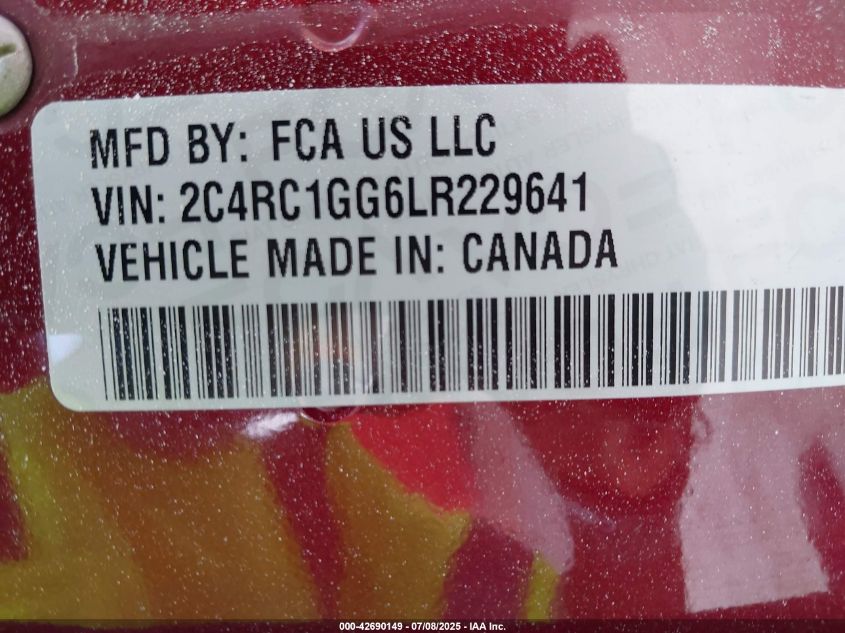 MFD BY: FCA US LLC
VIN: 2C4RC1GG6LR229641
VEHICLE MADE IN: CANADA
000-42690149 - 07/08/2025 - IAA Inc.